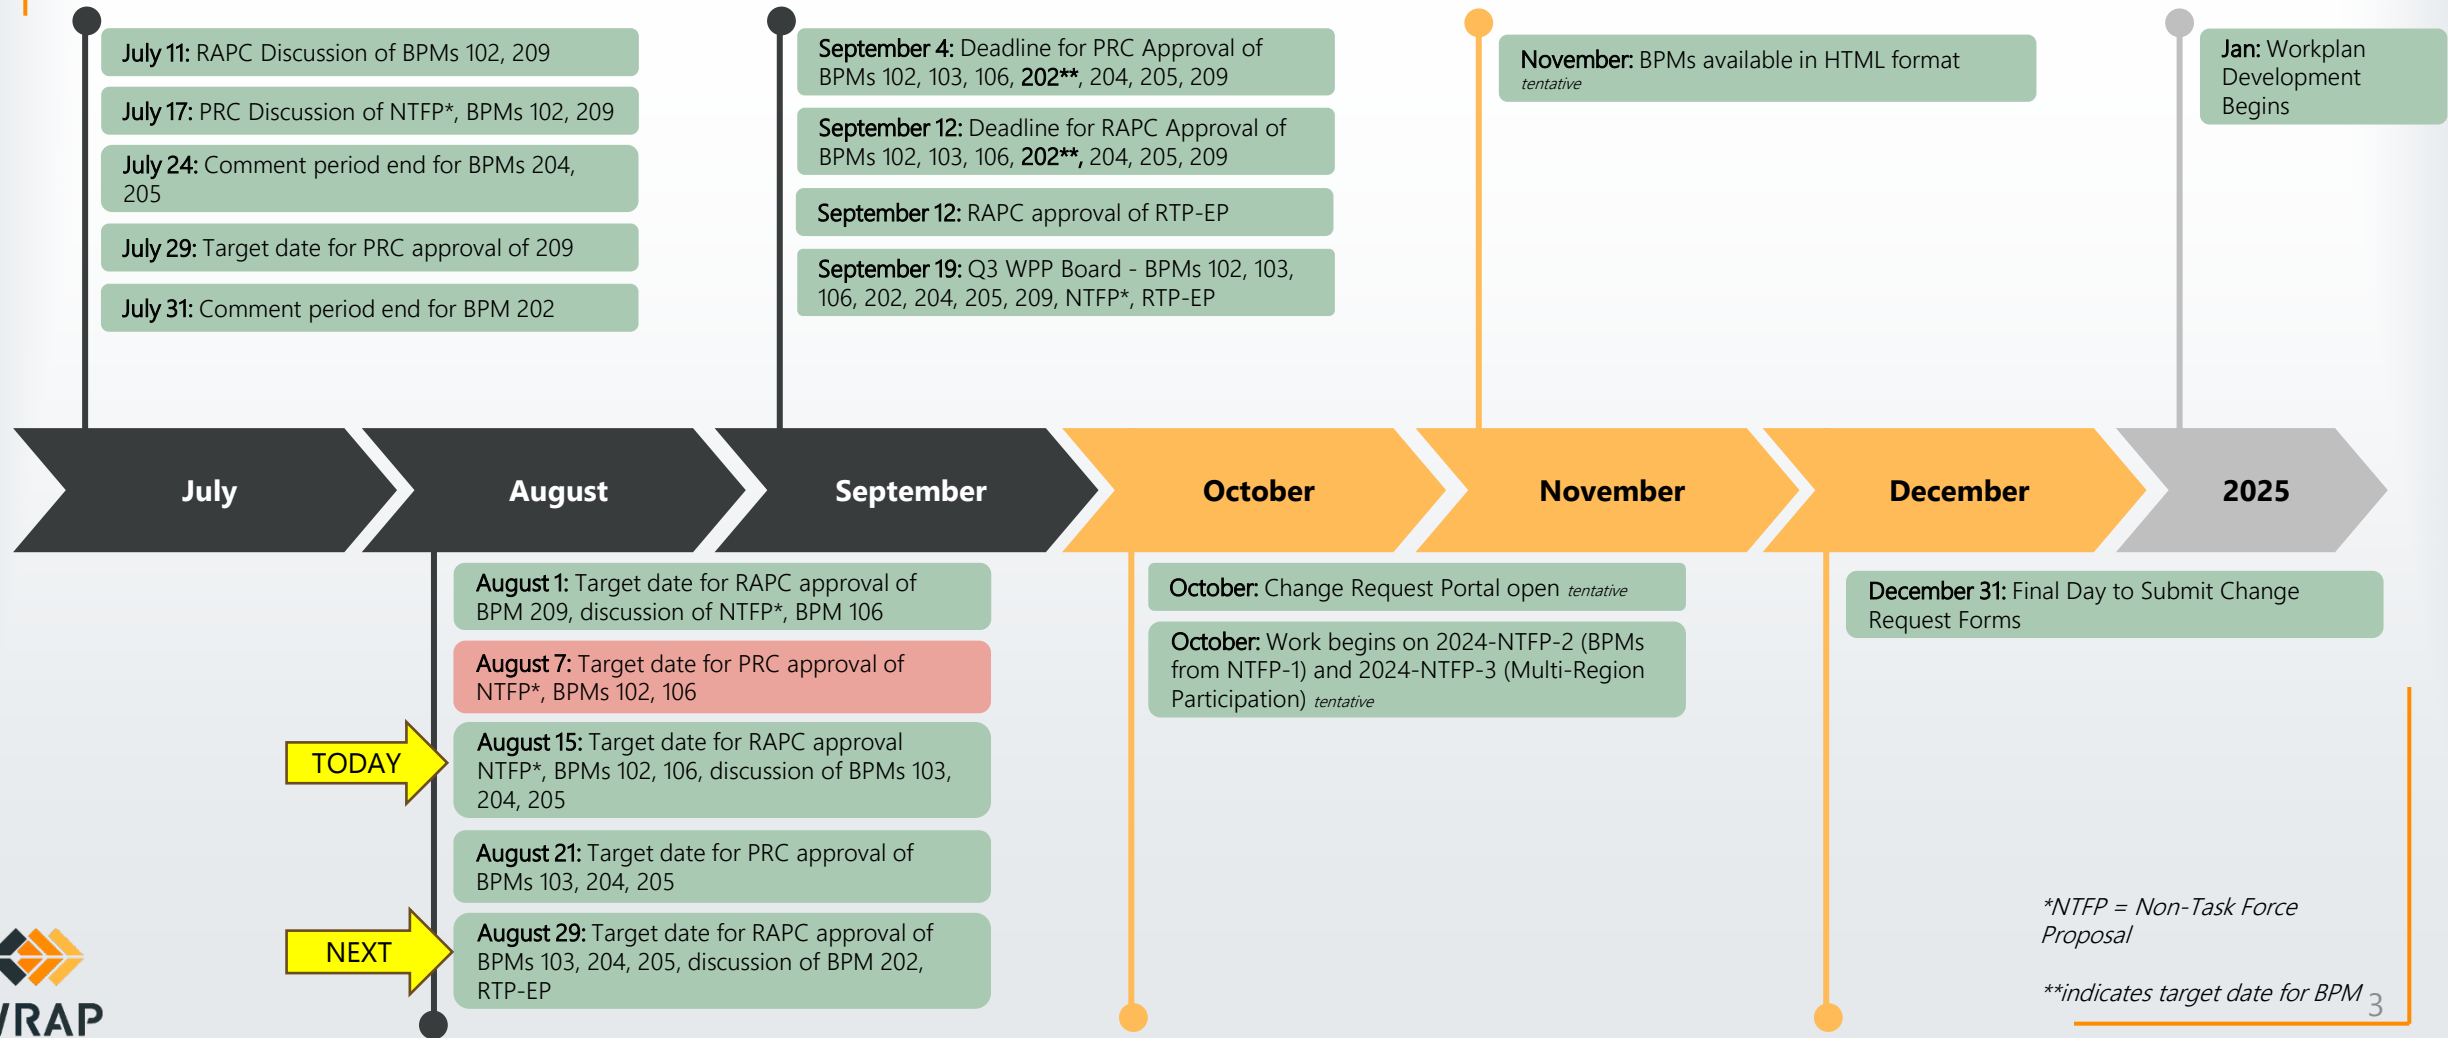 July 11: RAPC Discussion of BPMs 102, 209
July 17: PRC Discussion of NTFP*, BPMs 102, 209
July 24: Comment period end for BPMs 204,
205
July 29: Target date for PRC approval of 209
July 31: Comment period end for BPM 202
September 4: Deadline for PRC Approval of
BPMs 102, 103, 106, 202**, 204, 205, 209
September 12: Deadline for RAPC Approval of
BPMs 102, 103, 106, 202**, 204, 205, 209
September 12: RAPC approval of RTP-EP
September 19: Q3 WPP Board - BPMs 102, 103,
106, 202, 204, 205, 209, NTFP*, RTP-EP
November: BPMs available in HTML format
tentative
Jan: Workplan
Development
Begins
July
August
September
October
November
December
2025
August 1: Target date for RAPC approval of
BPM 209, discussion of NTFP*, BPM 106
August 7: Target date for PRC approval of
NTFP*, BPMs 102, 106
TODAY
August 15: Target date for RAPC approval
NTFP*, BPMs 102, 106, discussion of BPMs 103,
204, 205
August 21: Target date for PRC approval of
BPMs 103, 204, 205
NEXT
August 29: Target date for RAPC approval of
BPMs 103, 204, 205, discussion of BPM 202,
RTP-EP
October: Change Request Portal open tentative
October: Work begins on 2024-NTFP-2 (BPMs
from NTFP-1) and 2024-NTFP-3 (Multi-Region
Participation) tentative
December 31: Final Day to Submit Change
Request Forms
*NTFP = Non-Task Force
Proposal
**indicates target date for BPM
3
WRAP